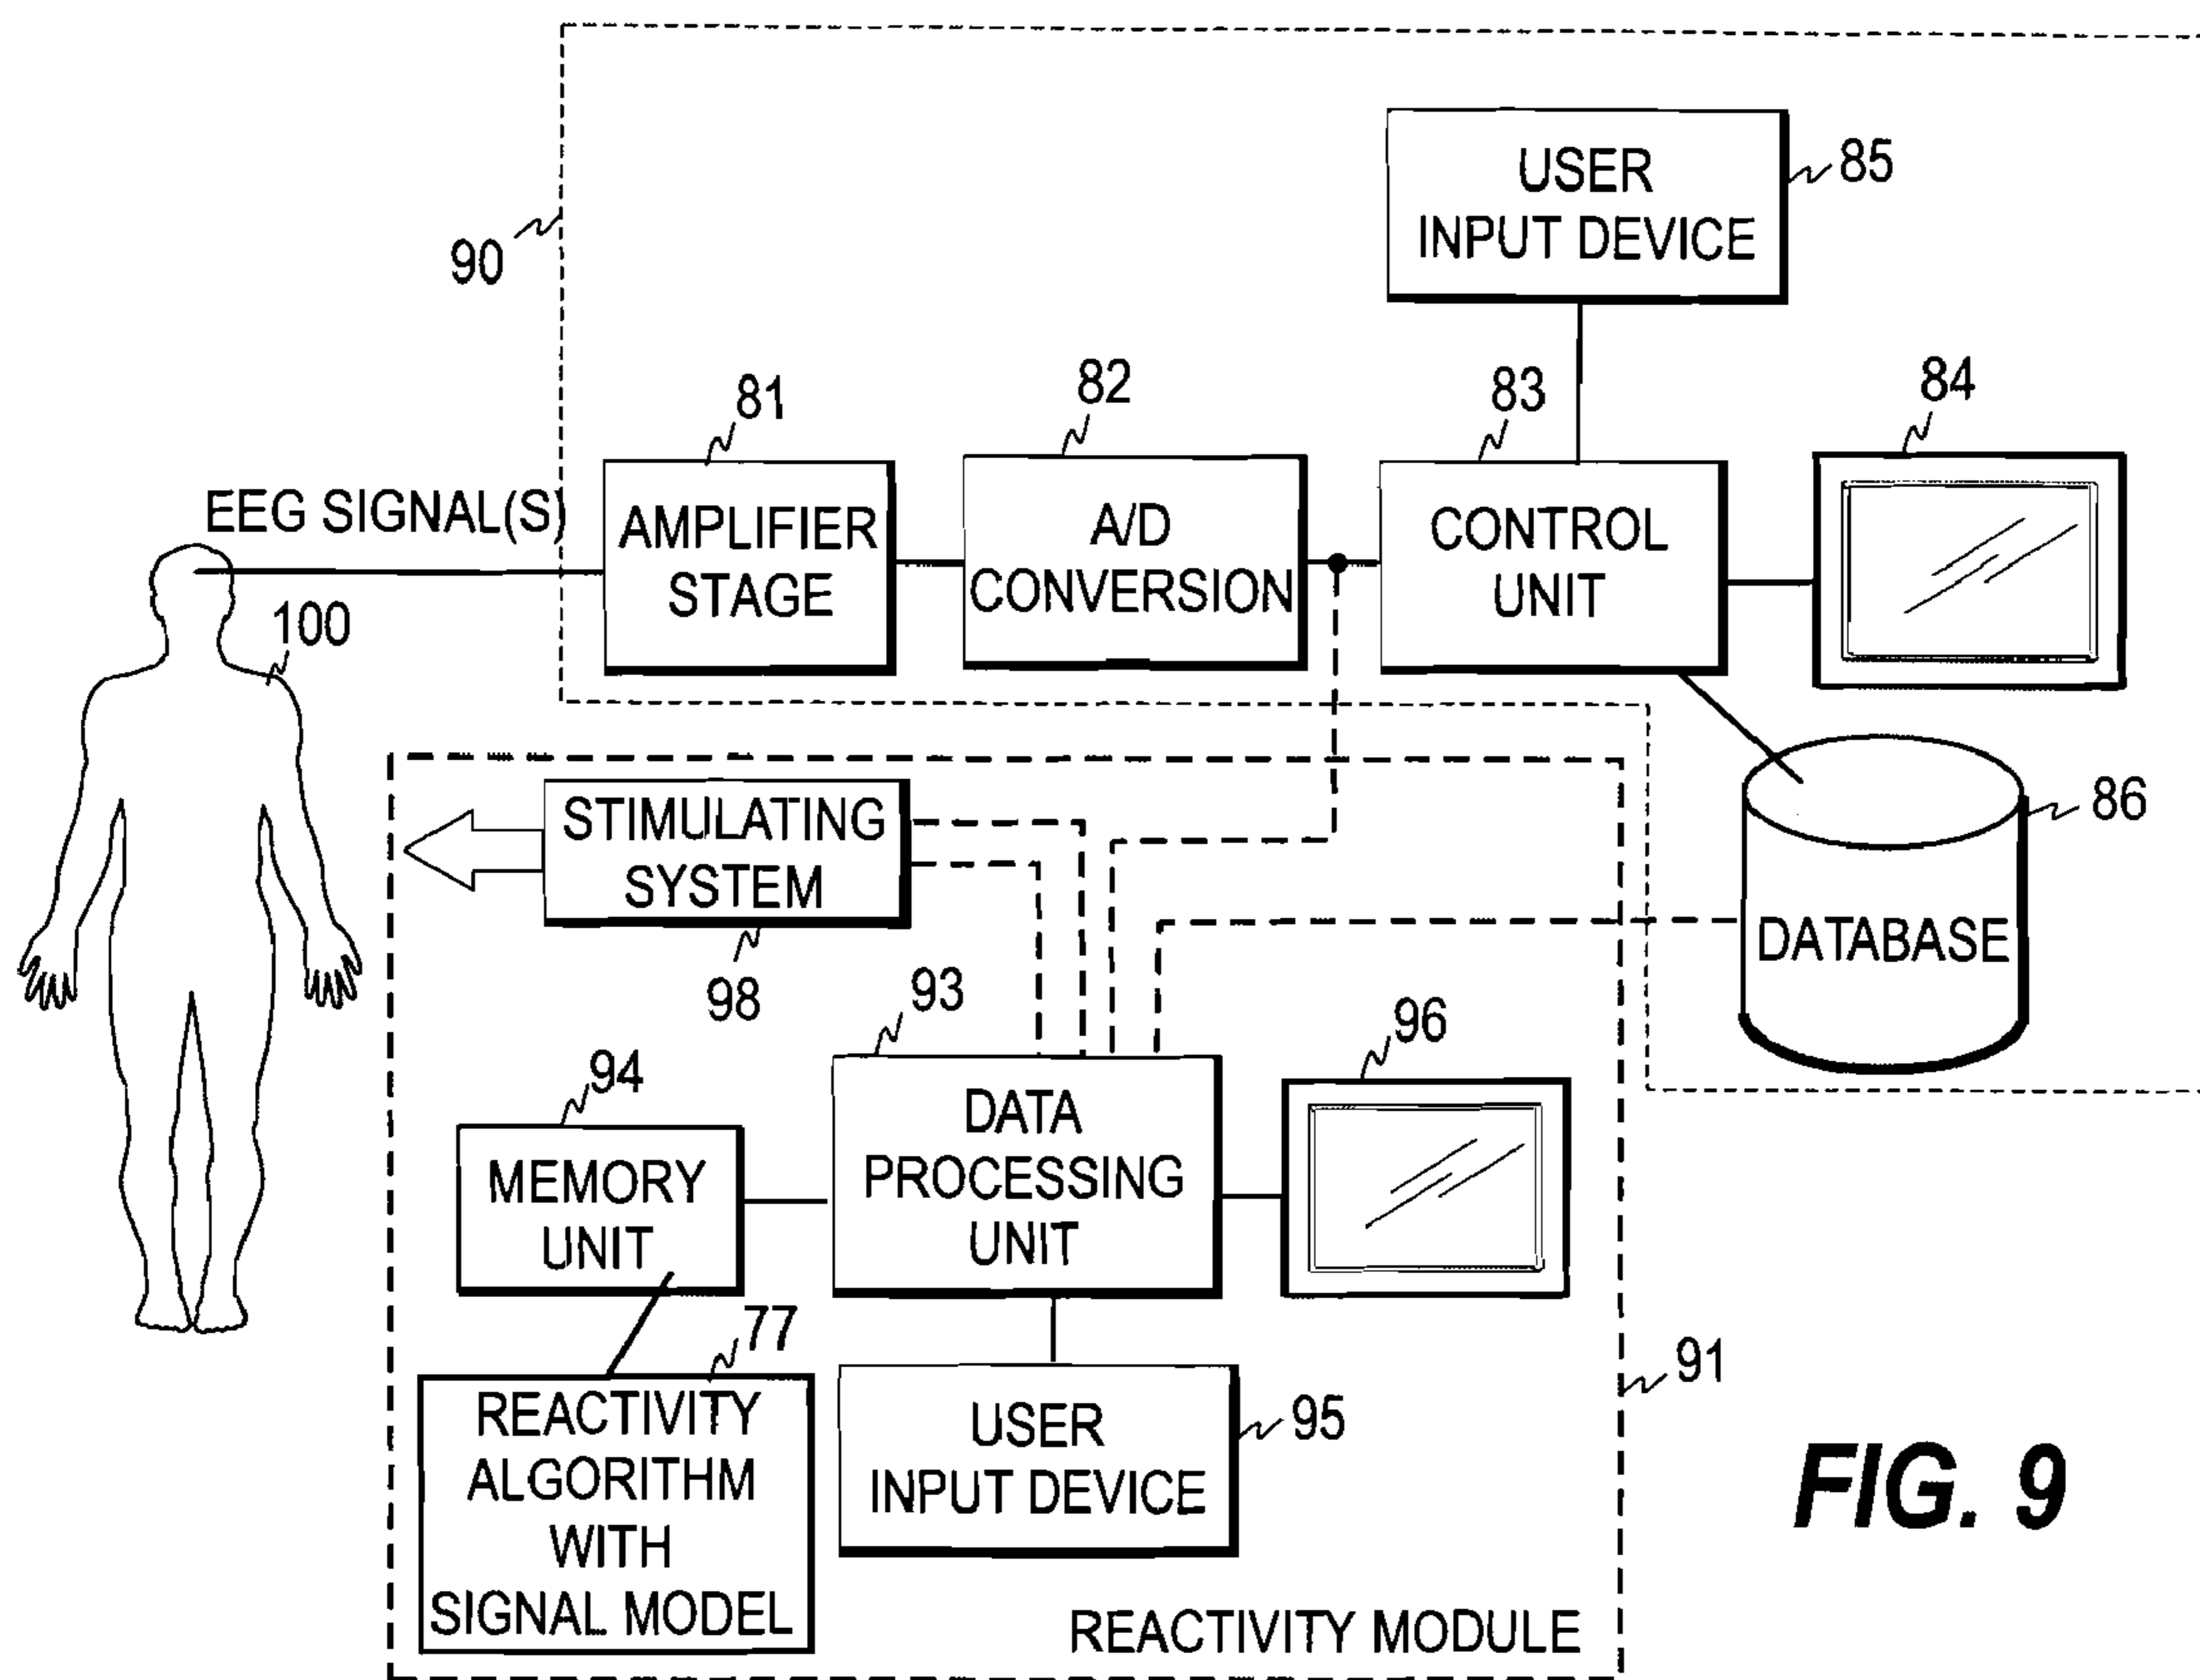 USER
INPUT DEVICE
85
90
81
82
83
84
EEG SIGNAL(S)
AMPLIFIER
STAGE
A/D
CONVERSION
CONTROL
UNIT
100
STIMULATING
SYSTEM
98
86
DATABASE
93
96
94
MEMORY
UNIT
DATA
PROCESSING
UNIT
77
REACTIVITY
ALGORITHM
WITH
SIGNAL MODEL
USER
INPUT DEVICE
95
91
REACTIVITY MODULE
FIG. 9